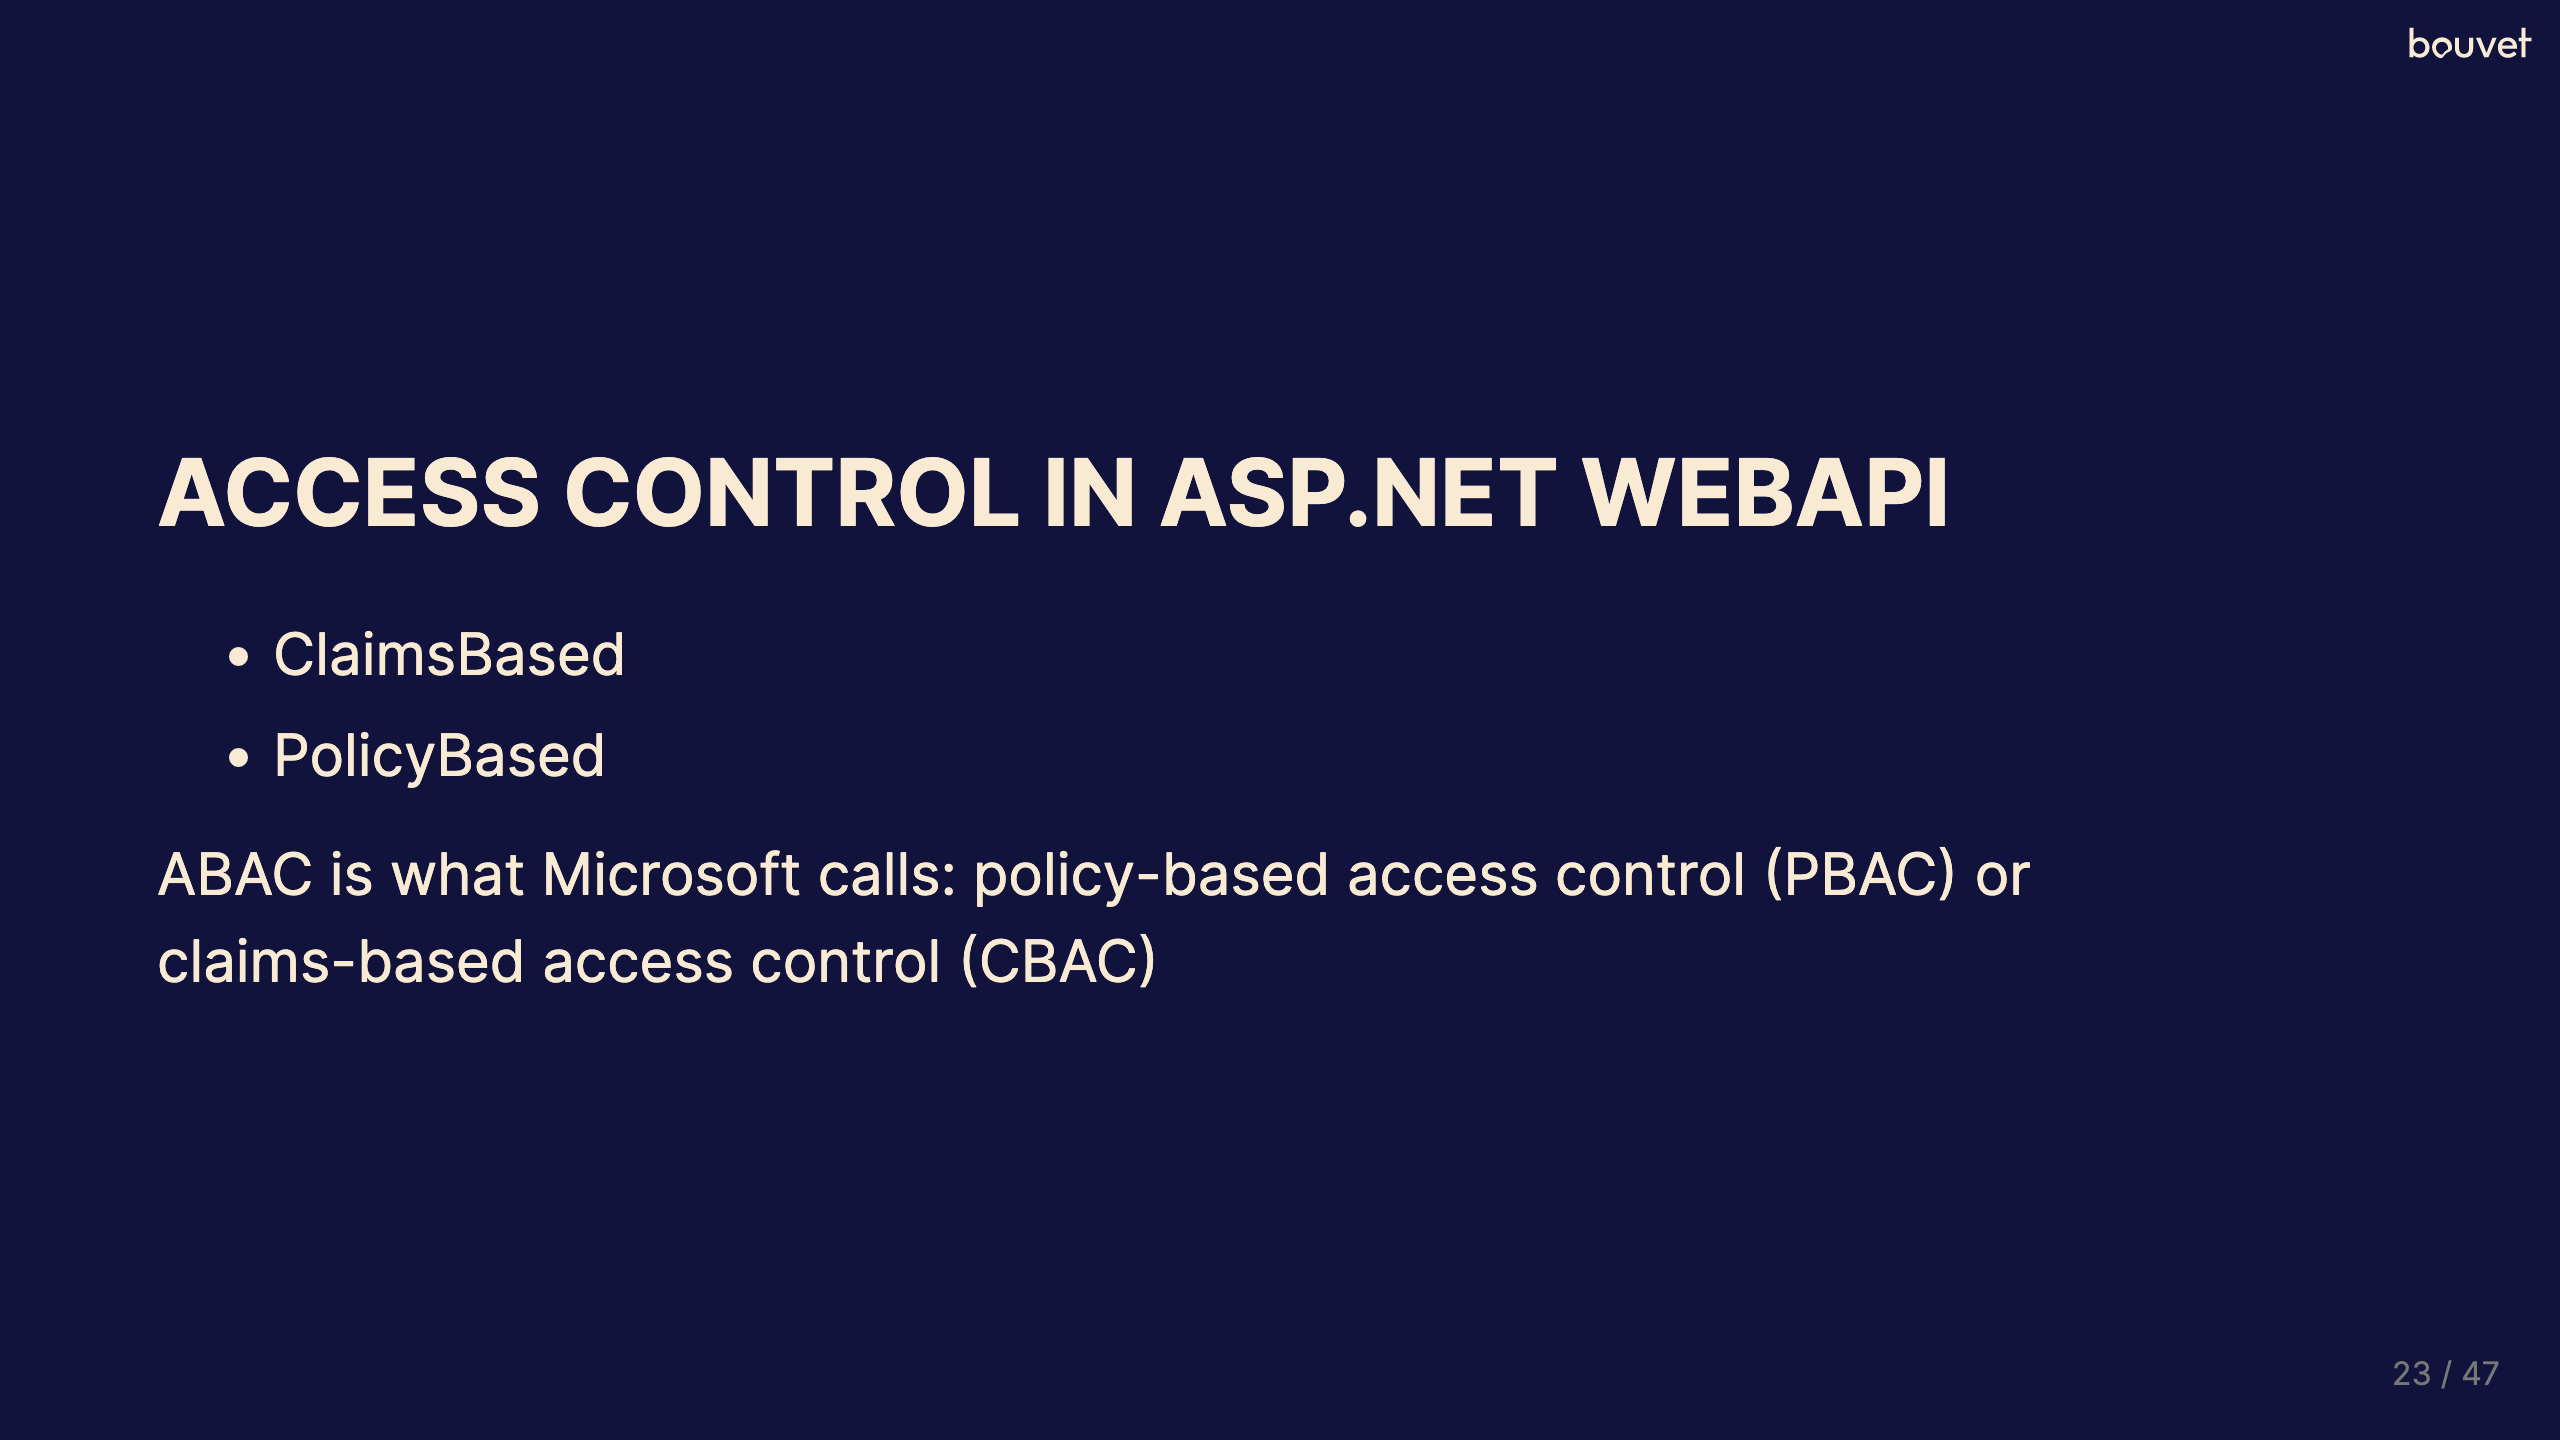 bouvet
ACCESS CONTROL IN ASP.NET WEBAPI
• ClaimsBased
• PolicyBased
ABAC is what Microsoft calls: policy-based access control (PBAC) or
claims-based access control (CBAC)
23 / 47